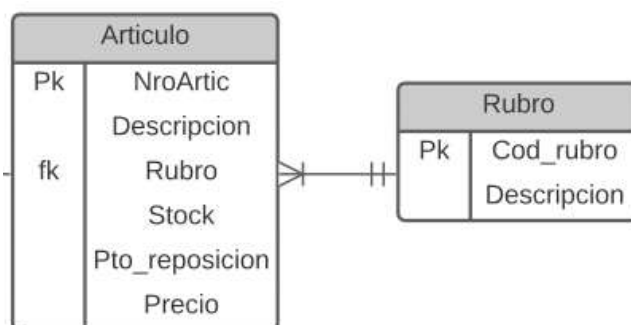 Articulo
Pk NroArtic
Descripcion
fk Rubro
Stock
Pto_reposicion
Precio
Rubro
Pk Cod_rubro
Descripcion